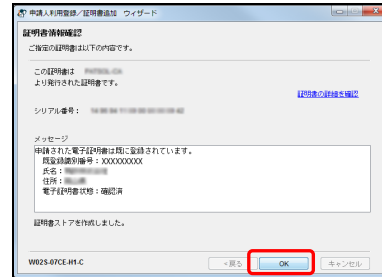 申請人利用登録／証明書追加 ウィザード
証明書情報確認
ご指定の証明書は以下の内容です。
この証明書は
より発行された証明書です。
証明書の詳細を確認
シリアル番号：
メッセージ
申請された電子証明書は既に登録されています。
既登録識別番号：XXXXXXXXX
氏名：
住所：
電子証明書状態：確認済
証明書ストアを作成しました。
W02S-07CE-H1-C
<戻る
OK
キャンセル